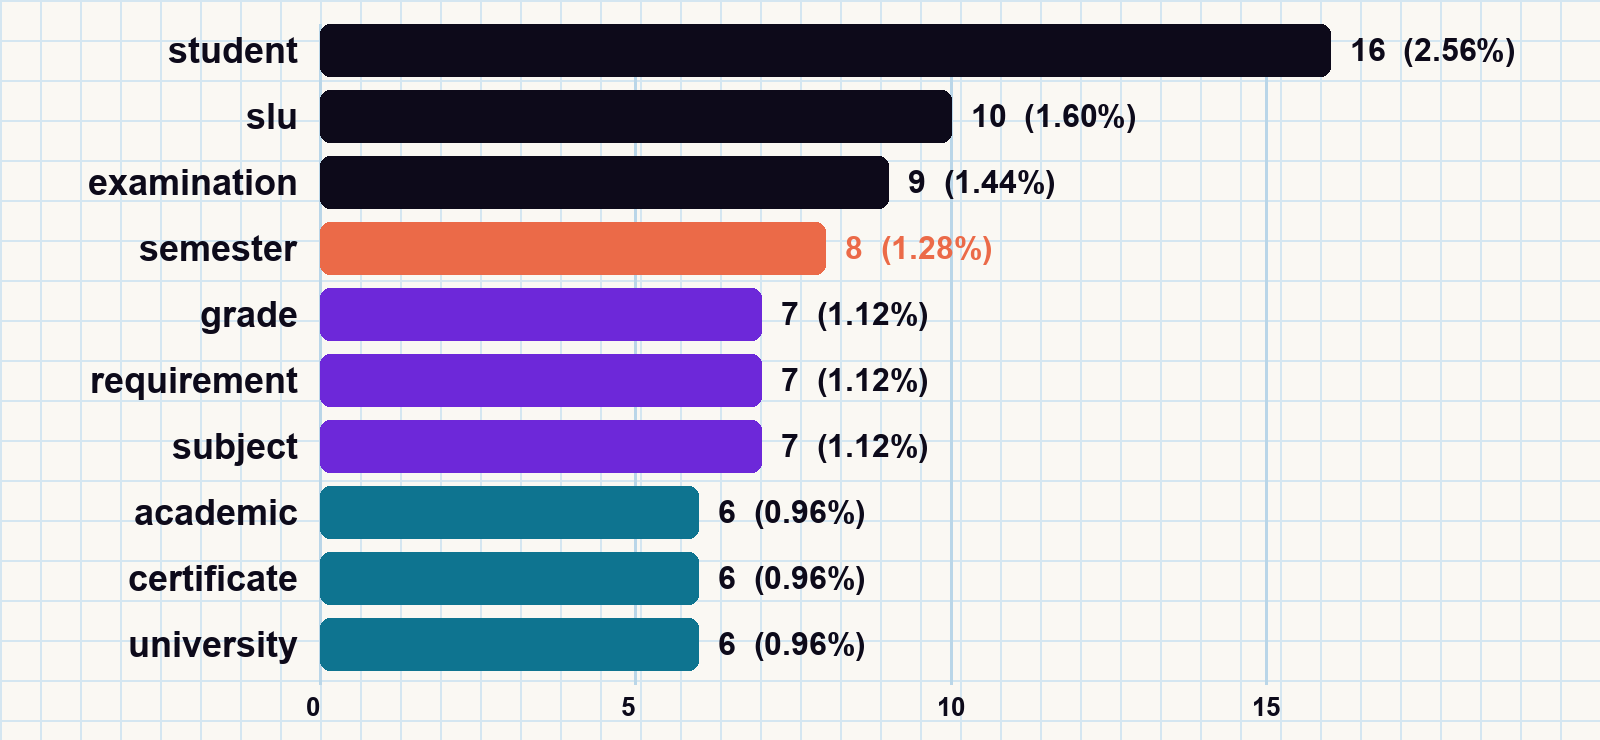 student 16 (2.56%)
slu 10 (1.60%)
examination 9 (1.44%)
semester 8 (1.28%)
grade 7 (1.12%)
requirement 7 (1.12%)
subject 7 (1.12%)
academic 6 (0.96%)
certificate 6 (0.96%)
university 6 (0.96%)
0 5 10 15